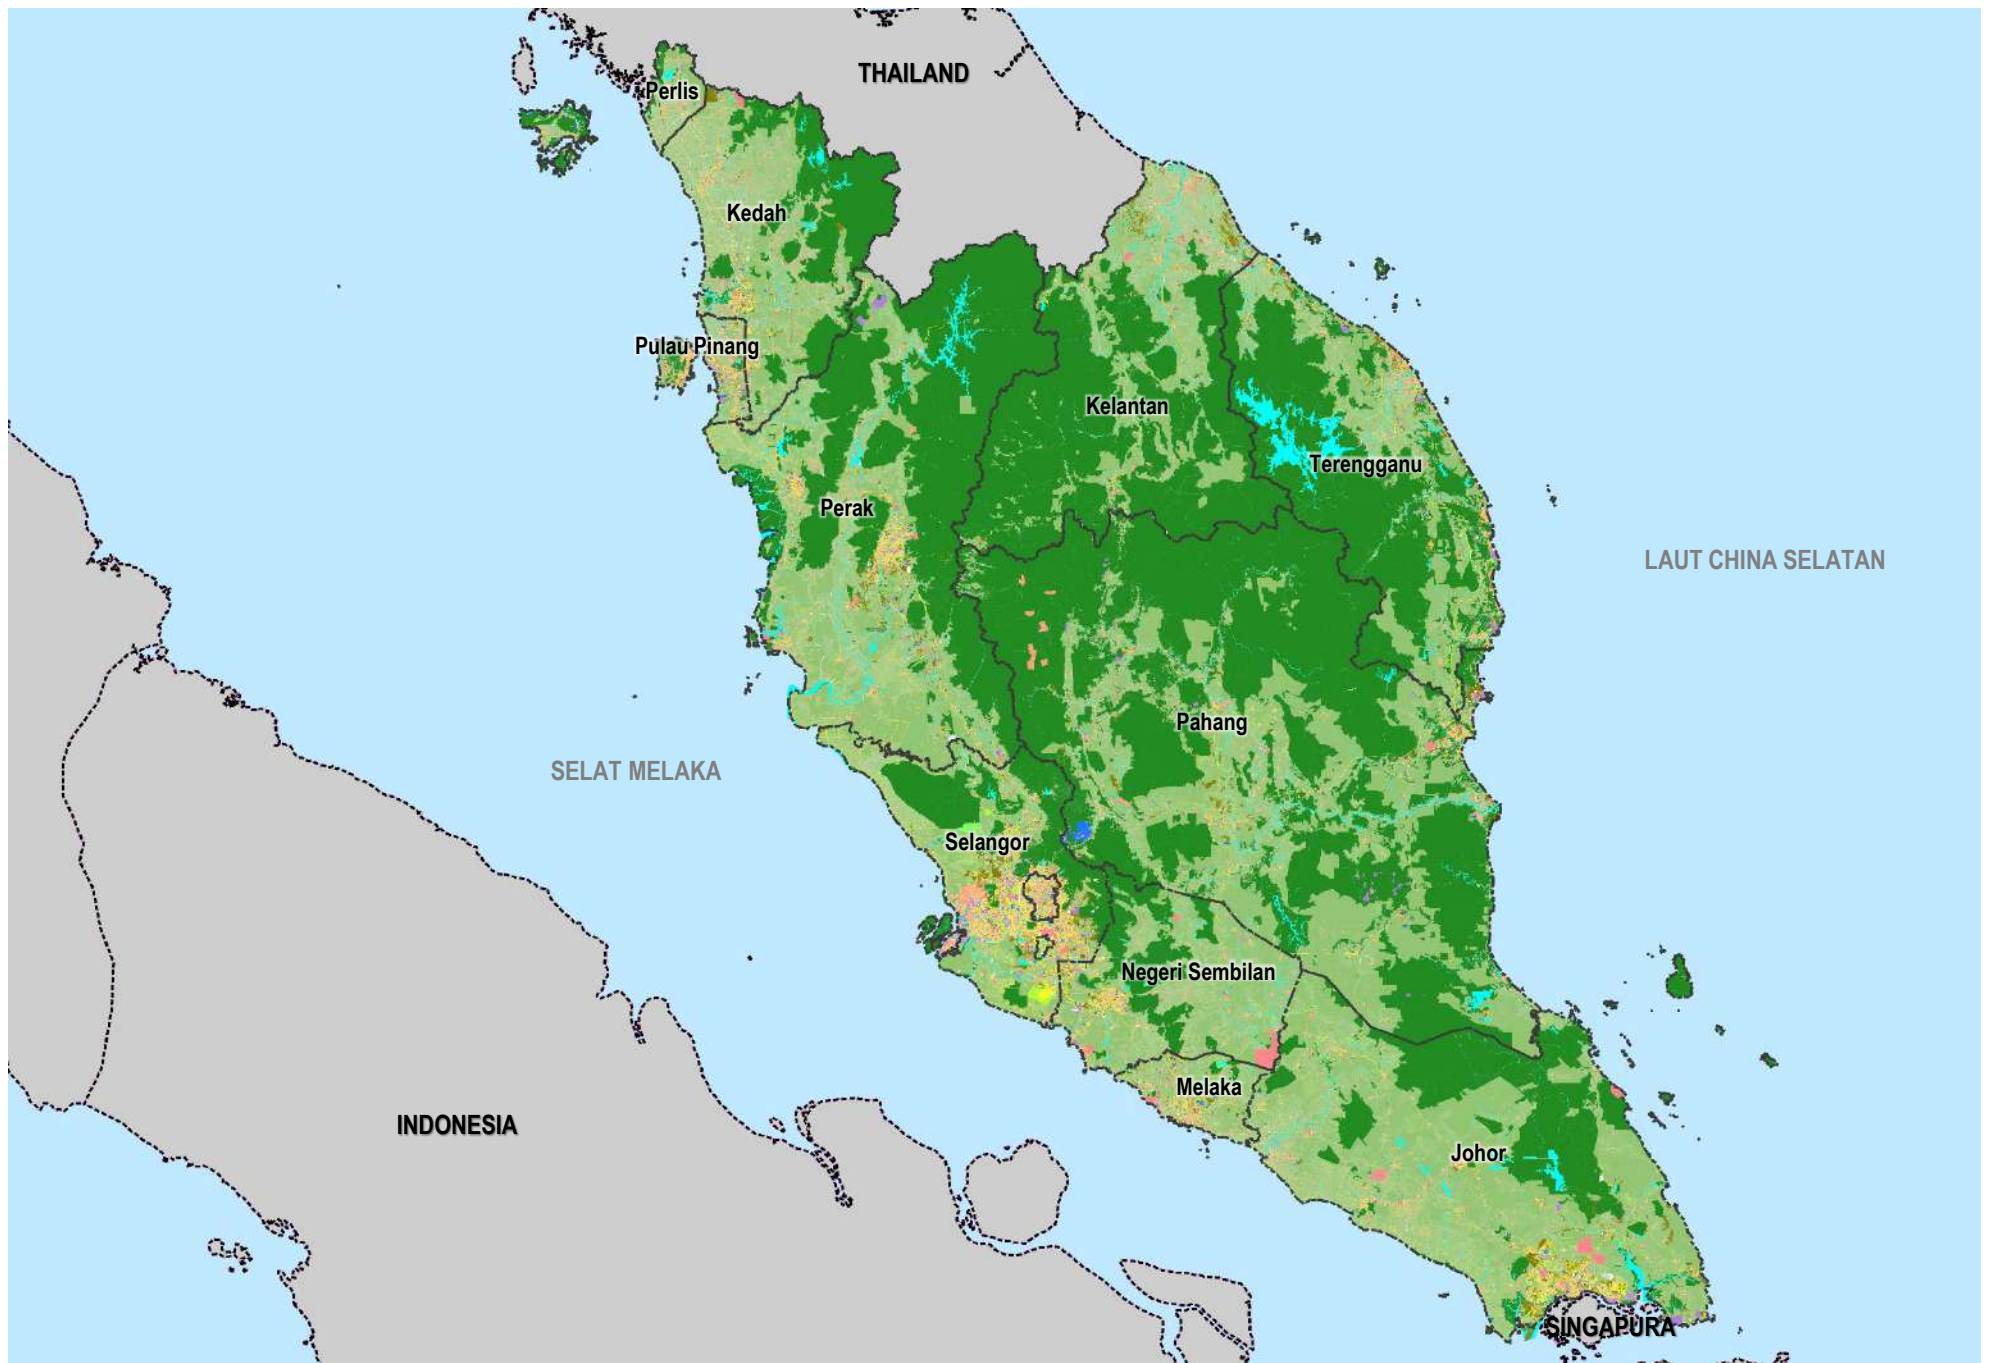 THAILAND
Perlis
Kedah
Pulau Pinang
Kelantan
Terengganu
Perak
LAUT CHINA SELATAN
Pahang
SELAT MELAKA
Selangor
Negeri Sembilan
Melaka
INDONESIA
Johor
SINGAPURA